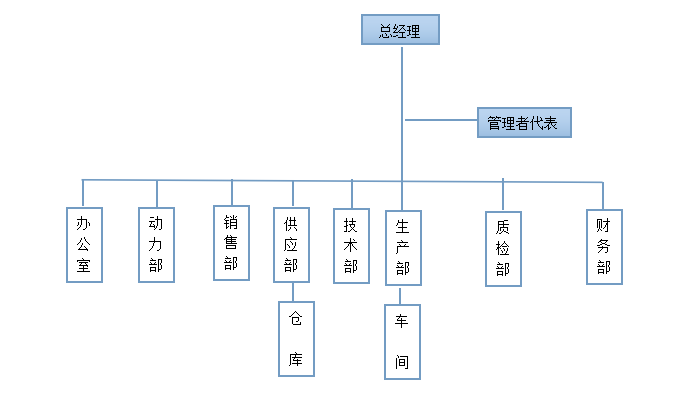 总经理
管理者代表
办公室
动力部
销售部
供应部
技术部
生产部
质检部
财务部
仓库
车间